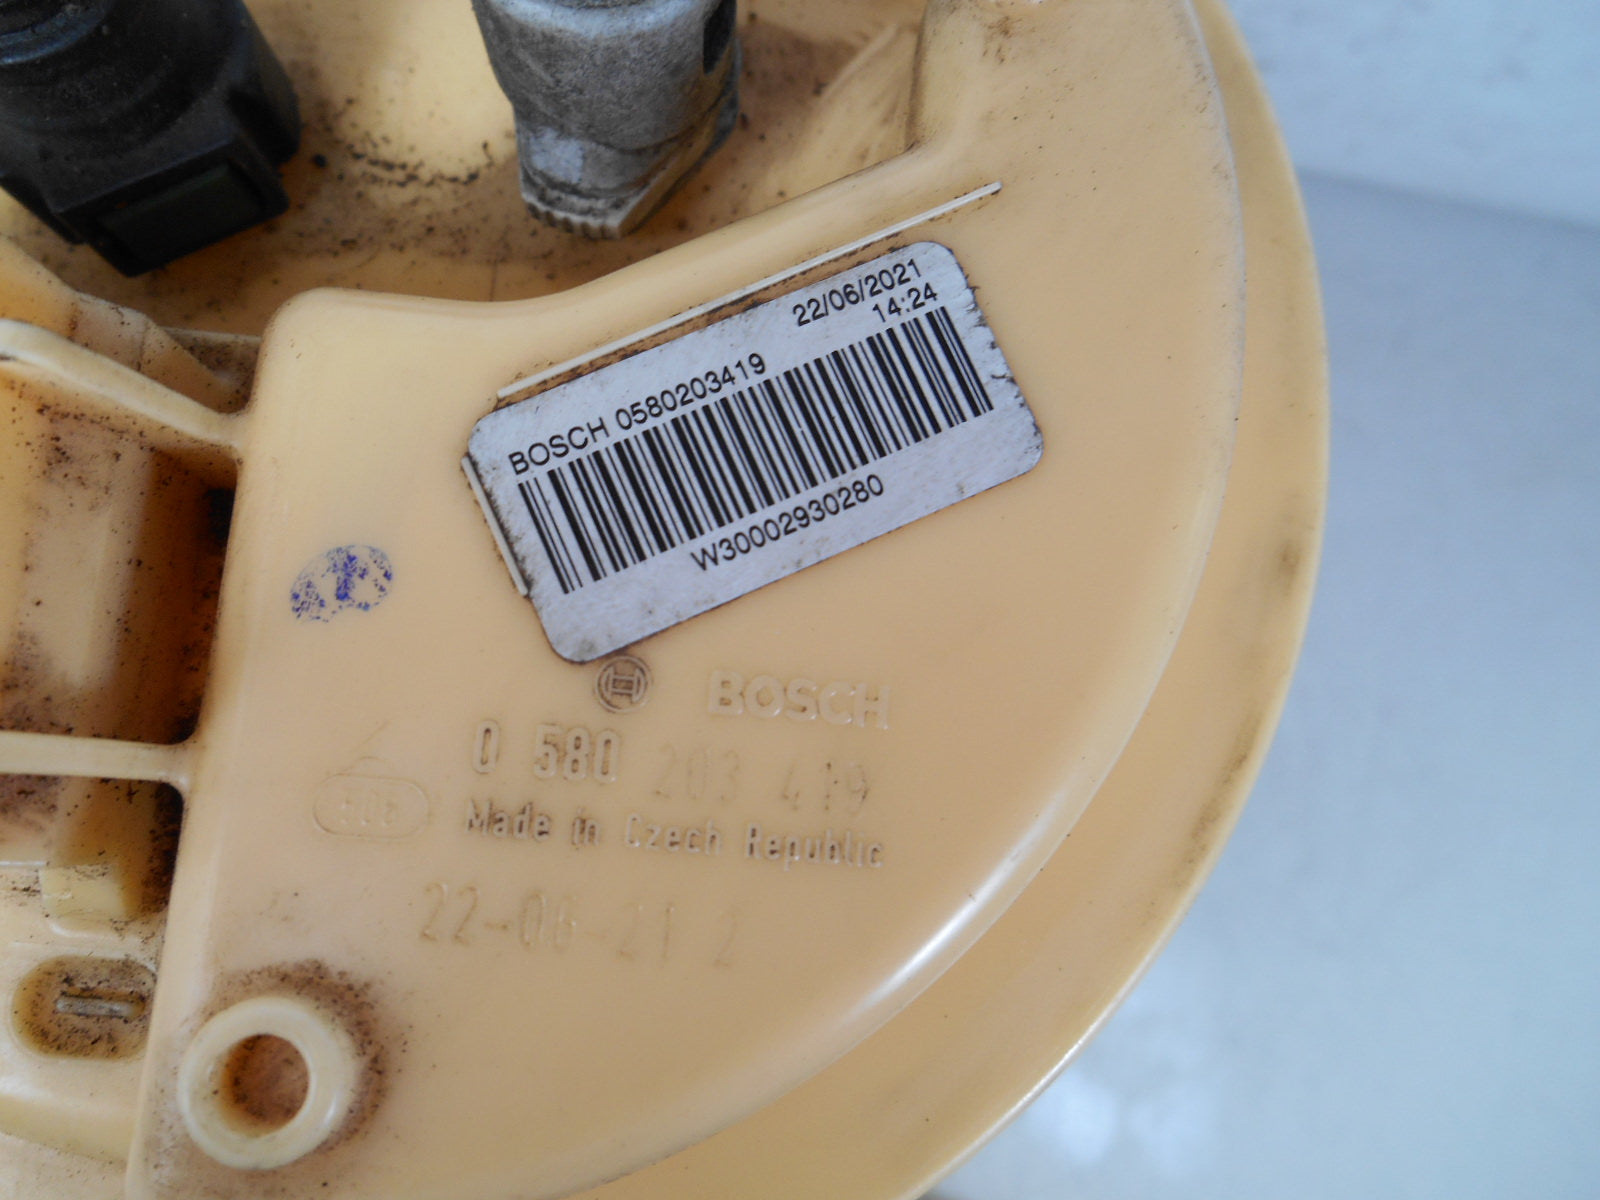 22/06/2021
14:24
BOSCH 0580203419
W30002930280
BOSCH
0 580 203 419
Made in Czech Republic
22-06-21 2